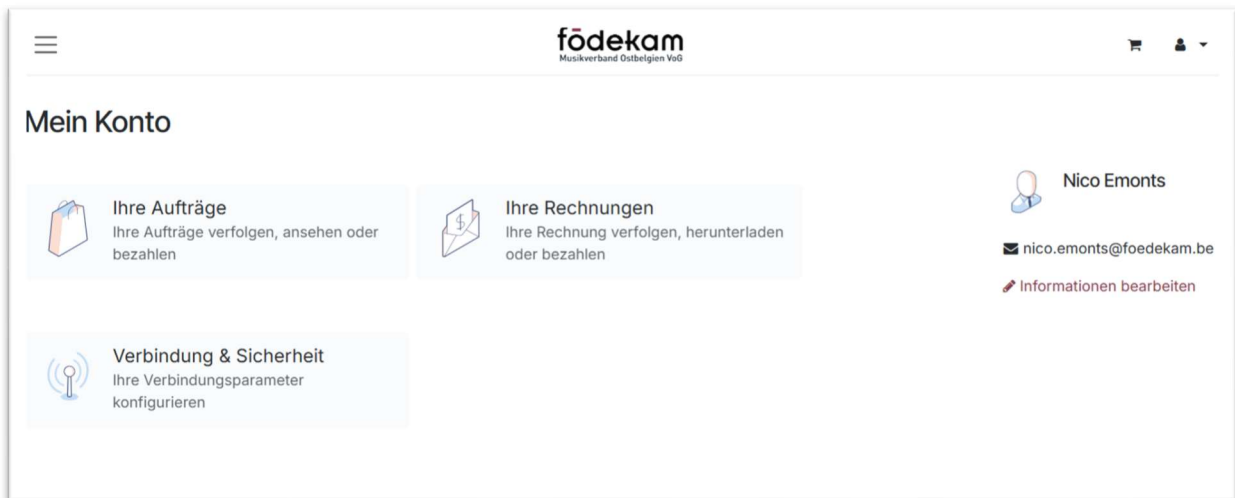 fōdekam
Musikverband Ostbelgien VoG
Mein Konto
Ihre Aufträge
Ihre Aufträge verfolgen, ansehen oder
bezahlen
$
Ihre Rechnungen
Ihre Rechnung verfolgen, herunterladen
oder bezahlen
Verbindung & Sicherheit
Ihre Verbindungsparameter
konfigurieren
Nico Emonts
nico.emonts@foedekam.be
Informationen bearbeiten